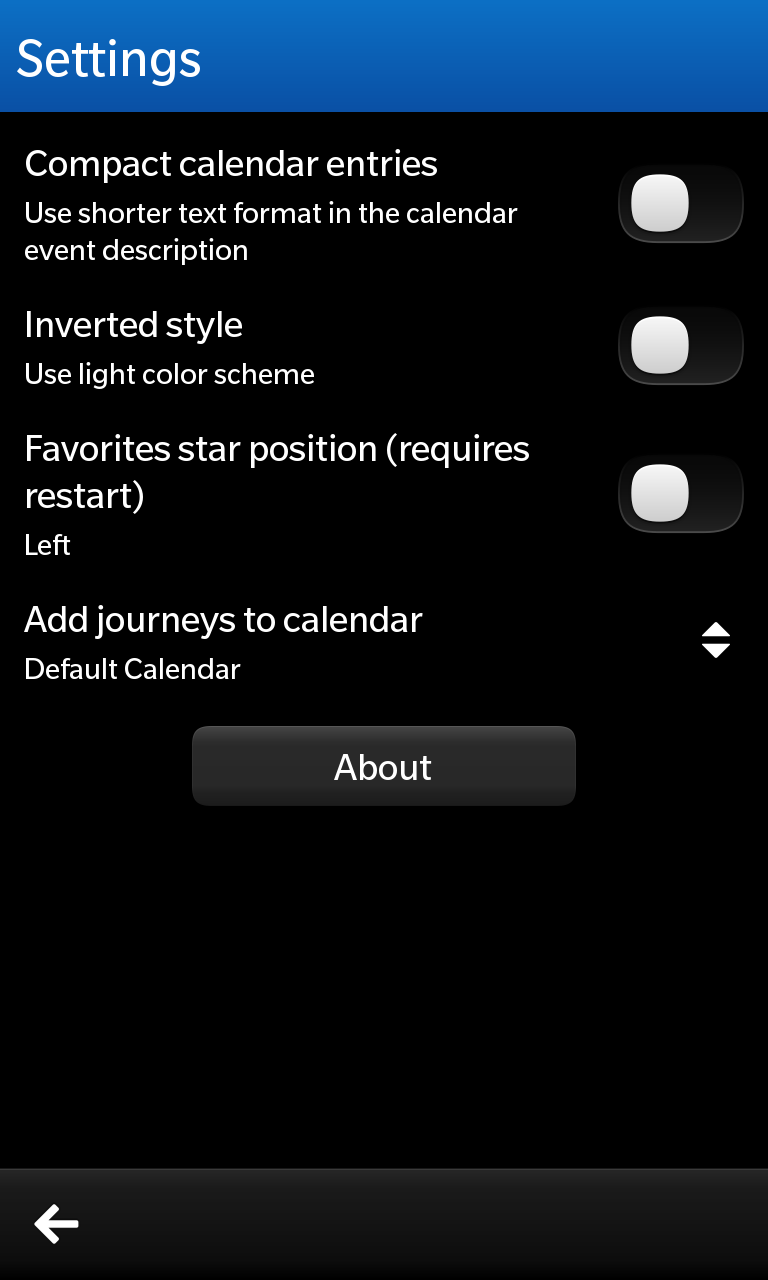 Settings
Compact calendar entries
Use shorter text format in the calendar
event description
Inverted style
Use light color scheme
Favorites star position (requires
restart)
Left
Add journeys to calendar
Default Calendar
About